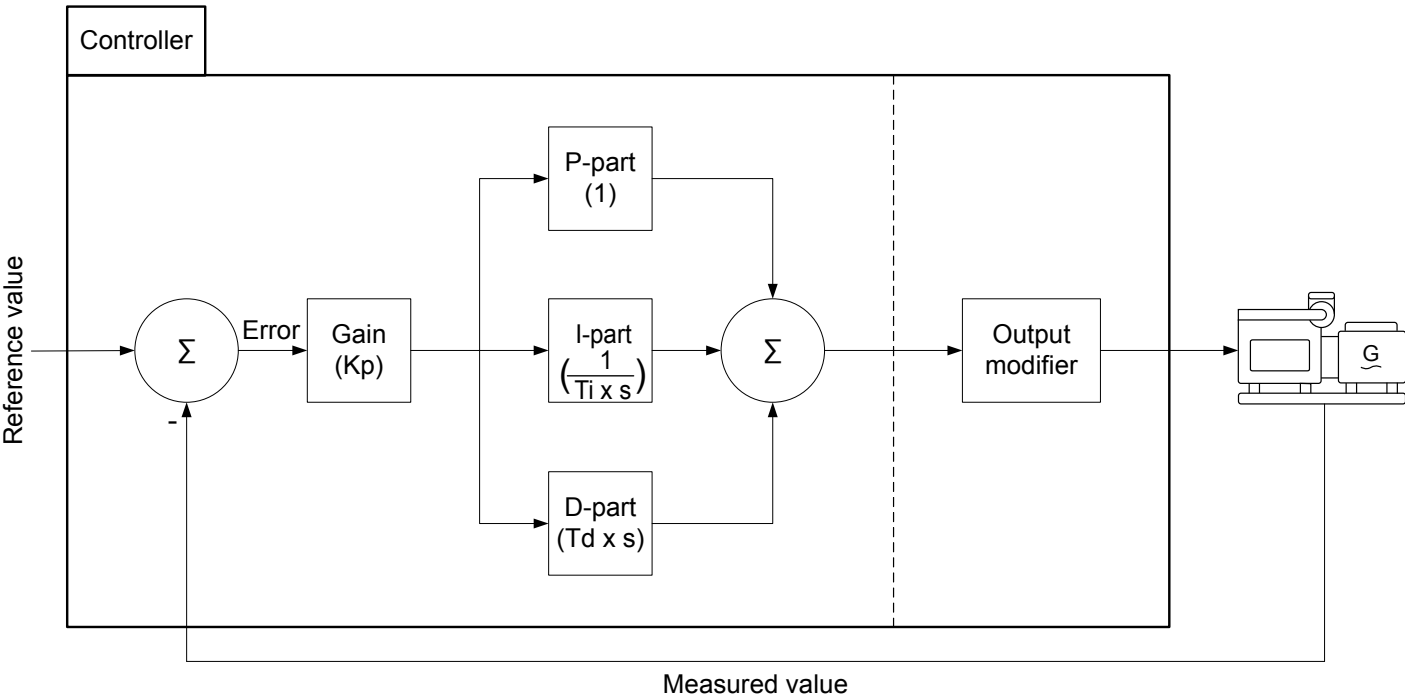 Controller
P-part
(1)
Reference value
Σ
Error
Gain
(Kp)
I-part
(1
Ti x s)
Σ
Output
modifier
G
-
D-part
(Td x s)
Measured value